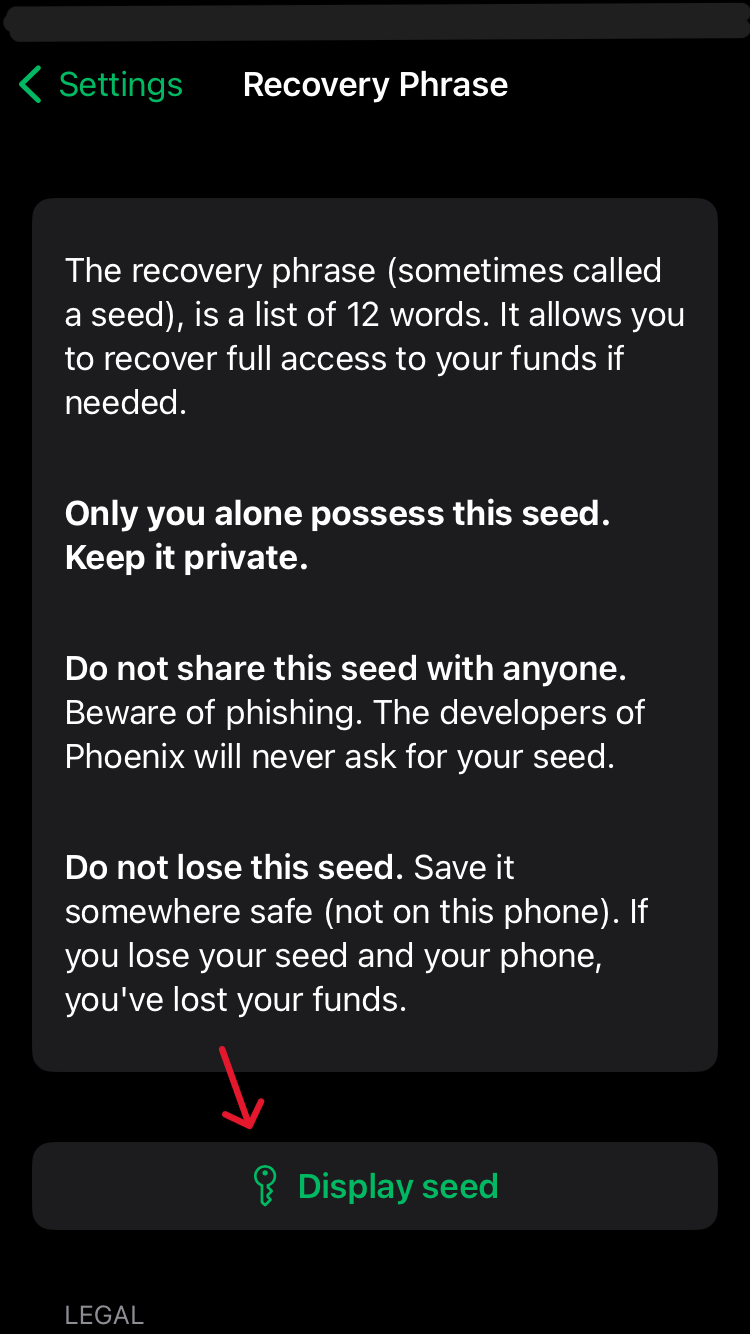 Settings
Recovery Phrase
The recovery phrase (sometimes called
a seed), is a list of 12 words. It allows you
to recover full access to your funds if
needed.
Only you alone possess this seed.
Keep it private.
Do not share this seed with anyone.
Beware of phishing. The developers of
Phoenix will never ask for your seed.
Do not lose this seed. Save it
somewhere safe (not on this phone). If
you lose your seed and your phone,
you've lost your funds.
Display seed
LEGAL